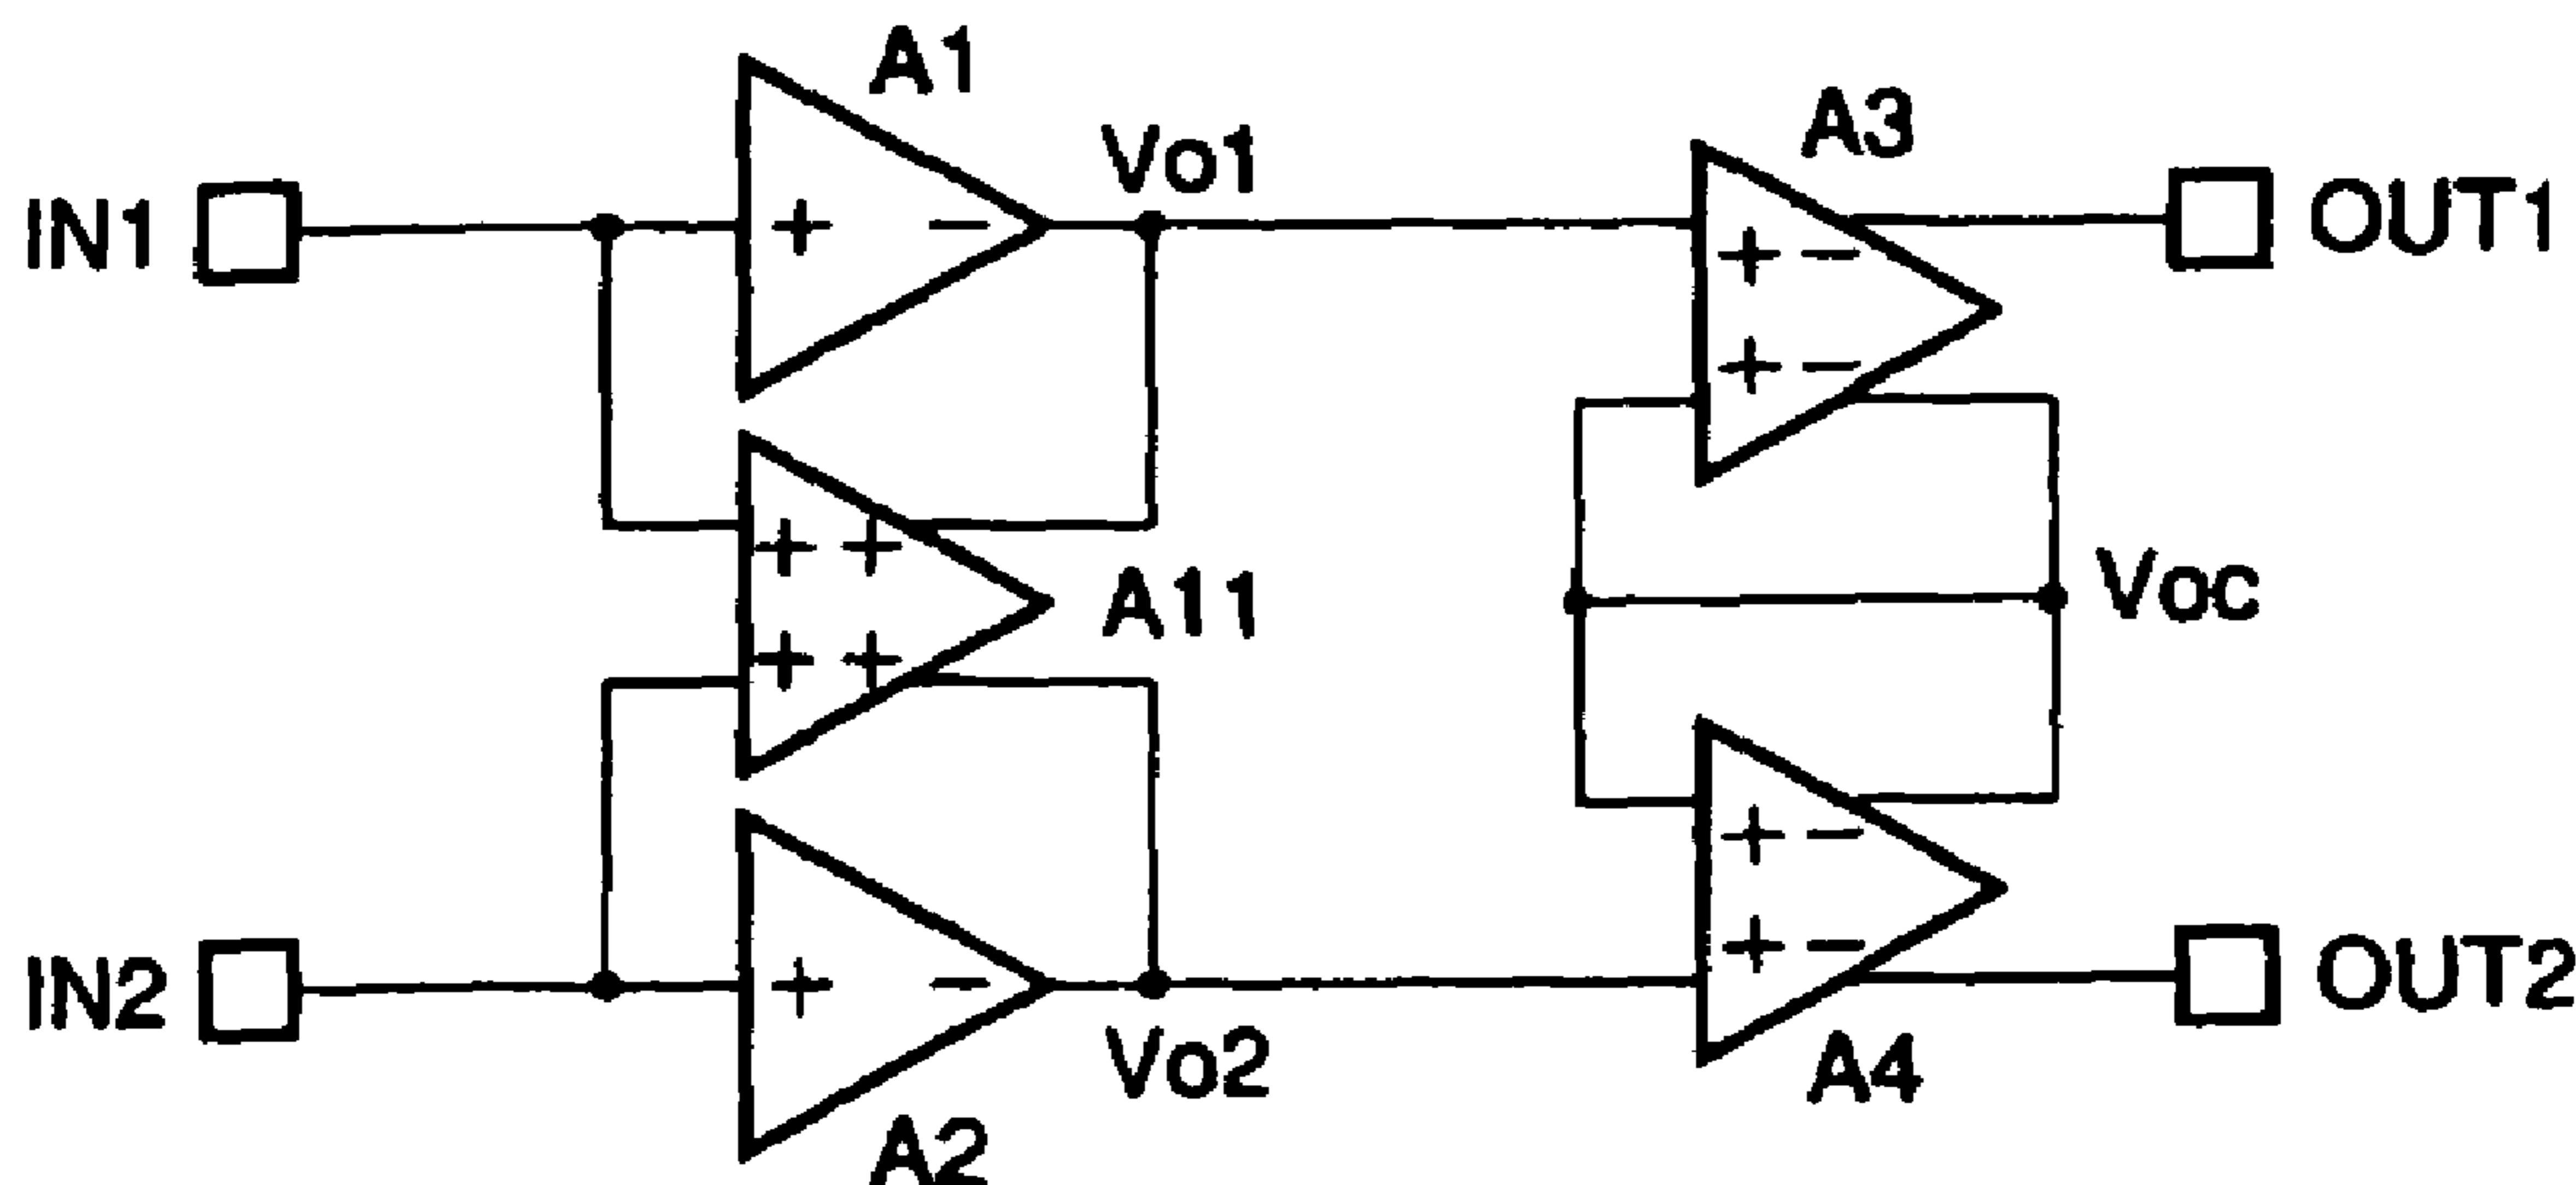 A1
A3
Vo1
IN1
+ −
+ −
OUT1
+ −
+ +
A11
Voc
+ +
+ −
IN2
+ −
+ −
OUT2
Vo2
A4
A2